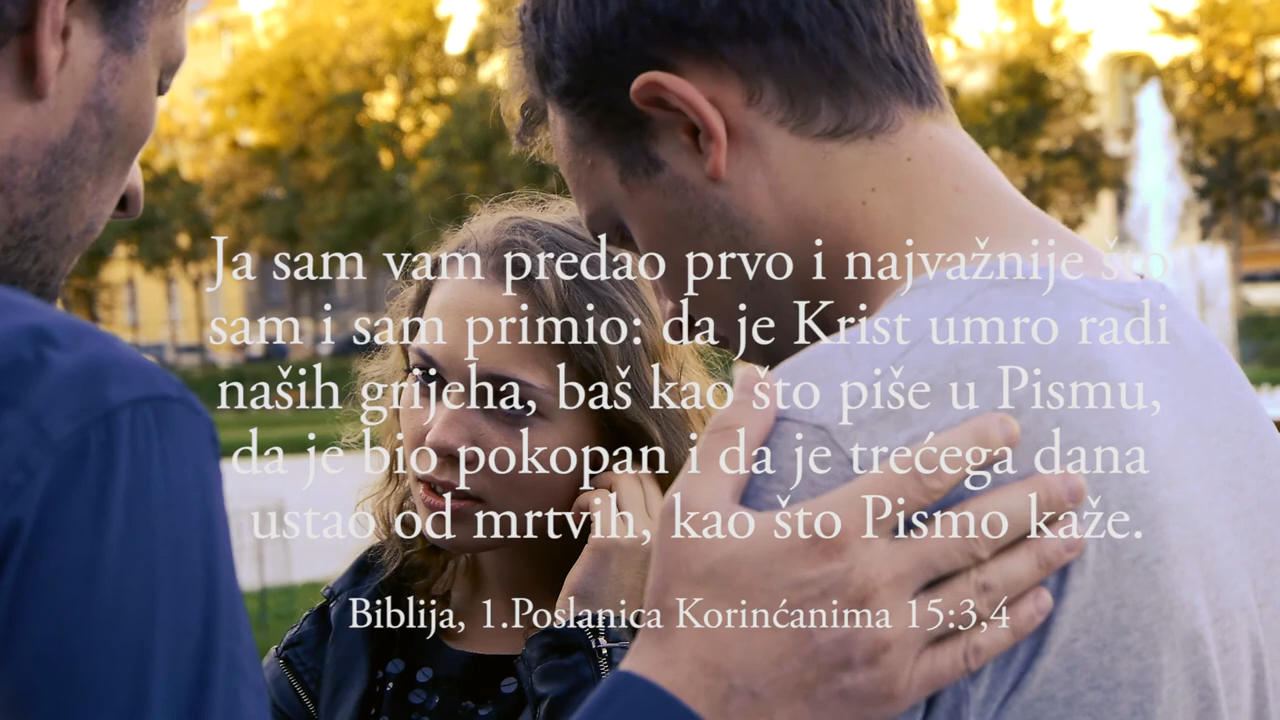 Ja sam vam predao prvo i najvažnije što
sam i sam primio: da je Krist umro radi
naših grijeha, baš kao što piše u Pismu,
da je bio pokopan i da je trećega dana
ustao od mrtvih, kao što Pismo kaže.
Biblija, 1.Poslanica Korinćanima 15:3,4